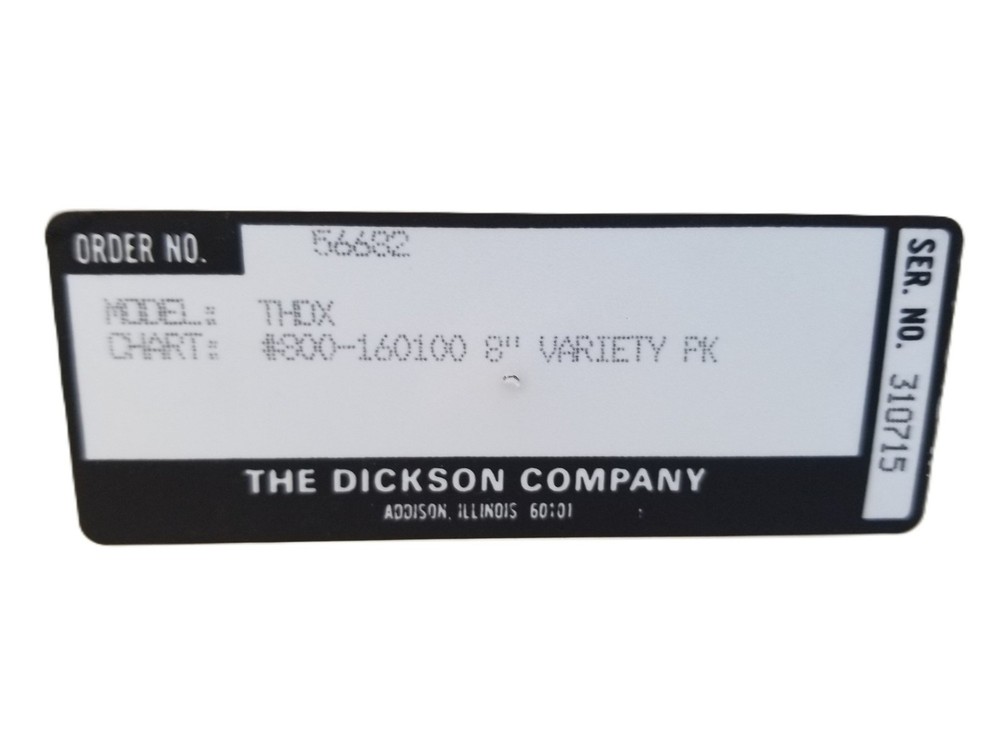 ORDER NO. 56682
MODEL: THDX
CHART: #800-160100 8" VARIETY PK
THE DICKSON COMPANY
ADDISON, ILLINOIS 60101
SER. NO. 310715